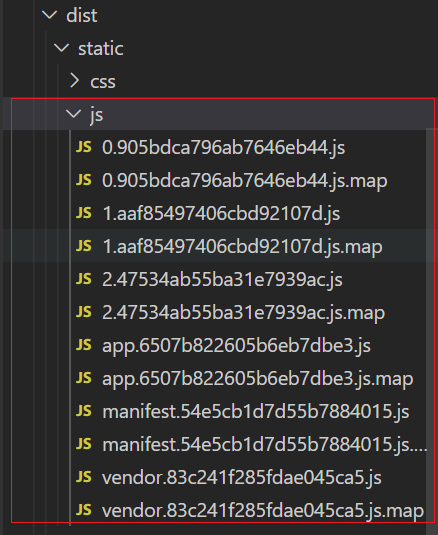 dist
static
css
js
JS 0.905bdca796ab7646eb44.js
JS 0.905bdca796ab7646eb44.js.map
JS 1.aaf85497406cbd92107d.js
JS 1.aaf85497406cbd92107d.js.map
JS 2.47534ab55ba31e7939ac.js
JS 2.47534ab55ba31e7939ac.js.map
JS app.6507b822605b6eb7dbe3.js
JS app.6507b822605b6eb7dbe3.js.map
JS manifest.54e5cb1d7d55b7884015.js
JS manifest.54e5cb1d7d55b7884015.js....
JS vendor.83c241f285fdae045ca5.js
JS vendor.83c241f285fdae045ca5.js.map